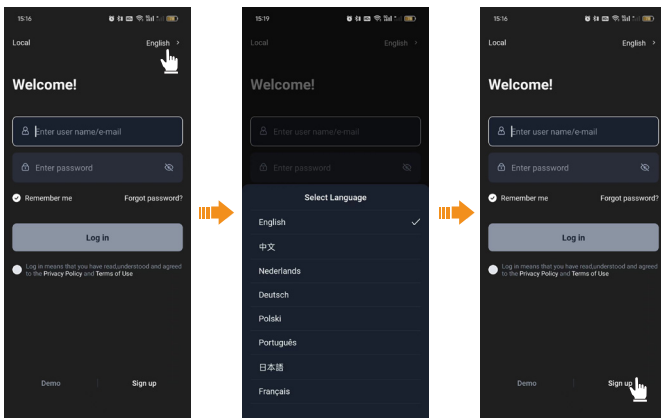 15:16
Local English >
Welcome!
Enter user name/e-mail
Enter password
Remember me Forgot password?
Log in
Log in means that you have read,understood and agreed
to the Privacy Policy and Terms of Use
Demo Sign up
15:19
Local English >
Welcome!
Enter user name/e-mail
Enter password
Select Language
English
中文
Nederlands
Deutsch
Polski
Português
日本語
Français
15:16
Local English >
Welcome!
Enter user name/e-mail
Enter password
Remember me Forgot password?
Log in
Log in means that you have read,understood and agreed
to the Privacy Policy and Terms of Use
Demo Sign up